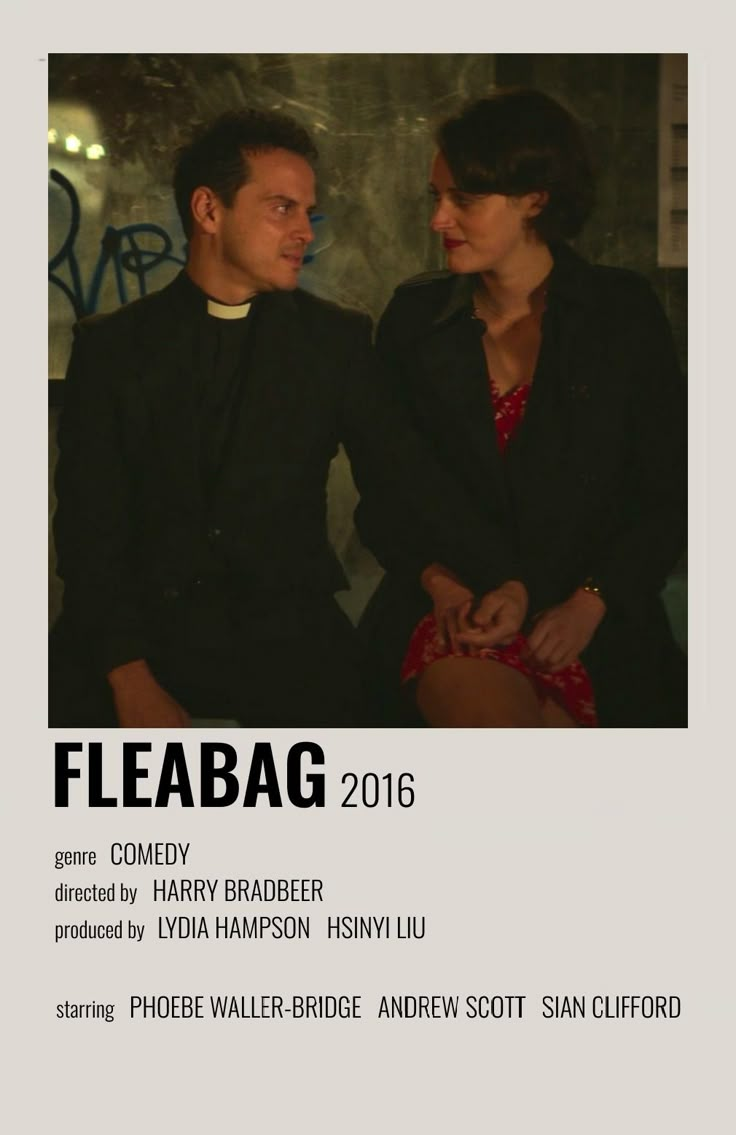 FLEABAG 2016
genre COMEDY
directed by HARRY BRADBEER
produced by LYDIA HAMPSON HSINYI LIU
starring PHOEBE WALLER-BRIDGE ANDREW SCOTT SIAN CLIFFORD